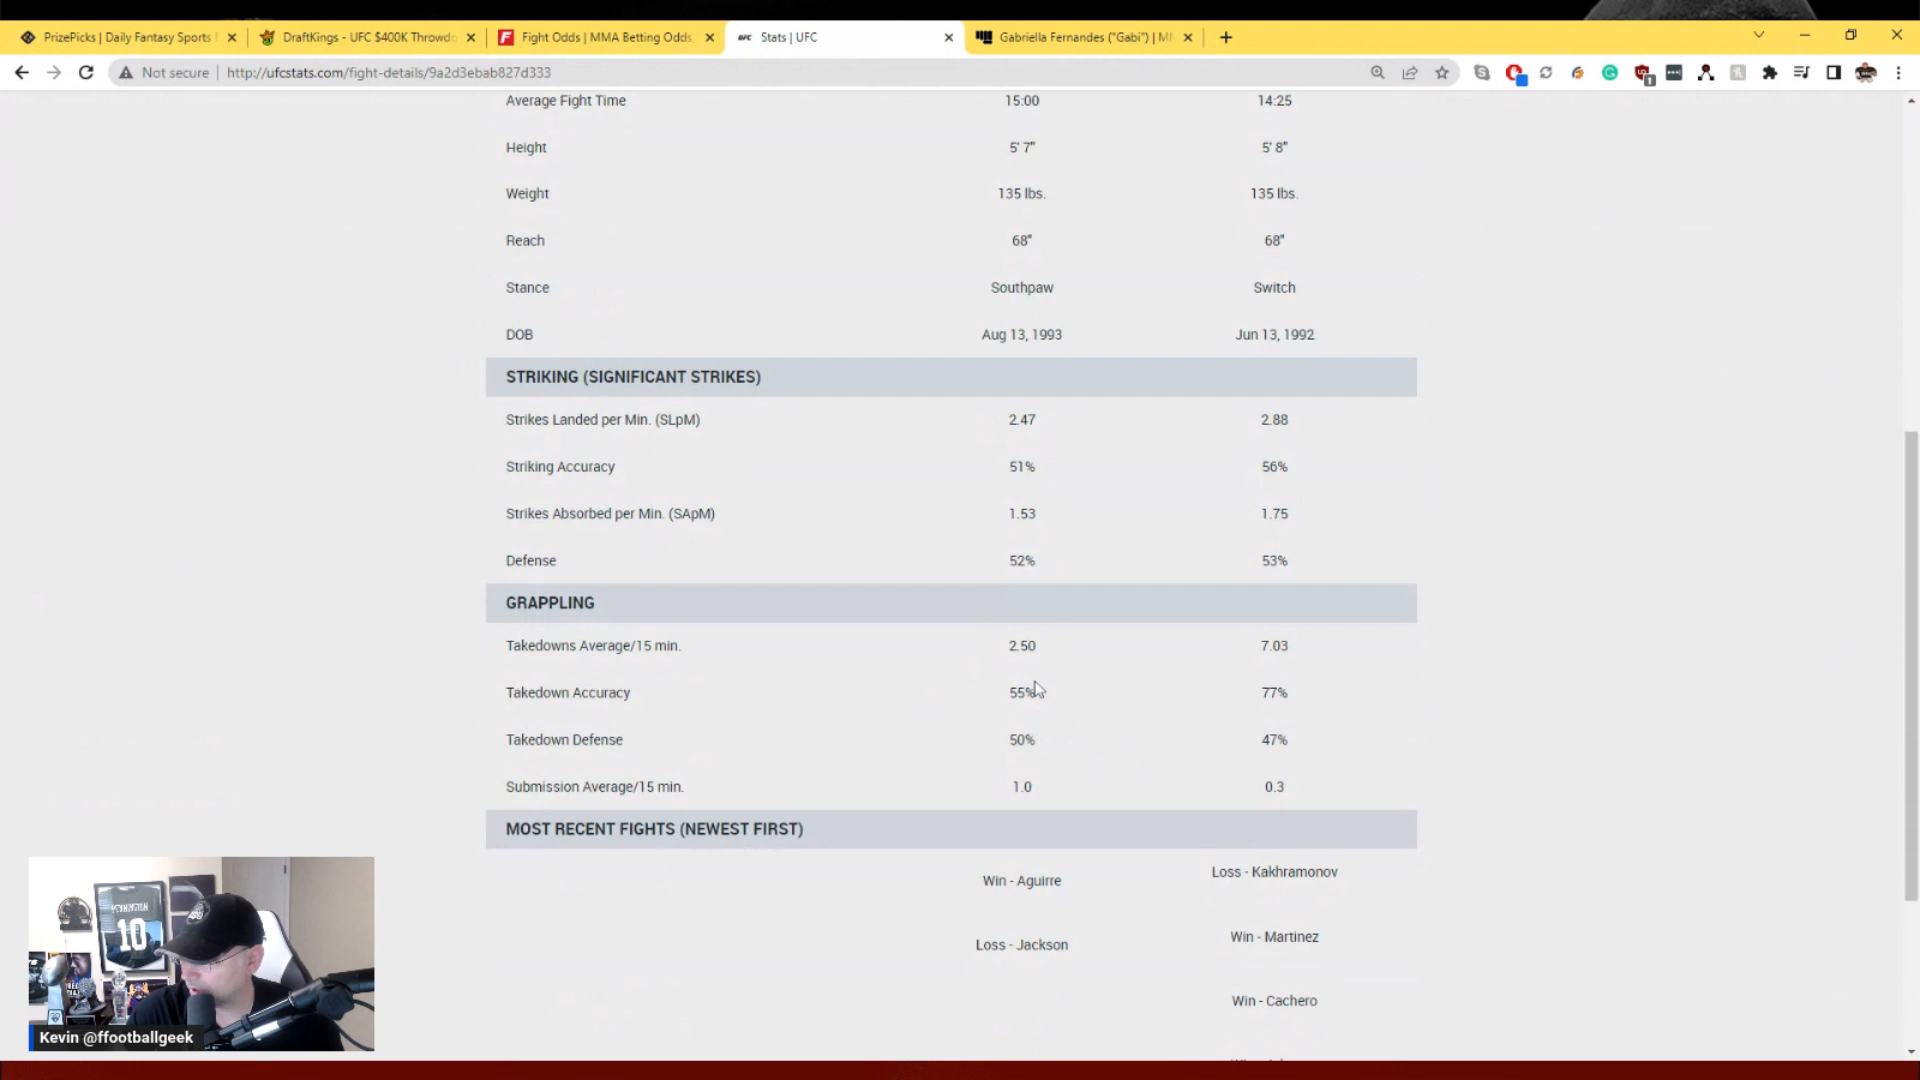 PrizePicks | Daily Fantasy Sports
DraftKings - UFC $400K Throwdo
Fight Odds | MMA Betting Odds,
Stats | UFC
Gabriella Fernandes ("Gabi") | M
Not secure
http://ufcstats.com/fight-details/9a2d3ebab827d333
Average Fight Time 15:00 14:25
Height 5' 7" 5' 8"
Weight 135 lbs. 135 lbs.
Reach 68" 68"
Stance Southpaw Switch
DOB Aug 13, 1993 Jun 13, 1992
STRIKING (SIGNIFICANT STRIKES)
Strikes Landed per Min. (SLpM) 2.47 2.88
Striking Accuracy 51% 56%
Strikes Absorbed per Min. (SApM) 1.53 1.75
Defense 52% 53%
GRAPPLING
Takedowns Average/15 min. 2.50 7.03
Takedown Accuracy 55% 77%
Takedown Defense 50% 47%
Submission Average/15 min. 1.0 0.3
MOST RECENT FIGHTS (NEWEST FIRST)
Win - Aguirre Loss - Kakhramonov
Loss - Jackson Win - Martinez
Win - Cachero
10
Kevin @ffootballgeek